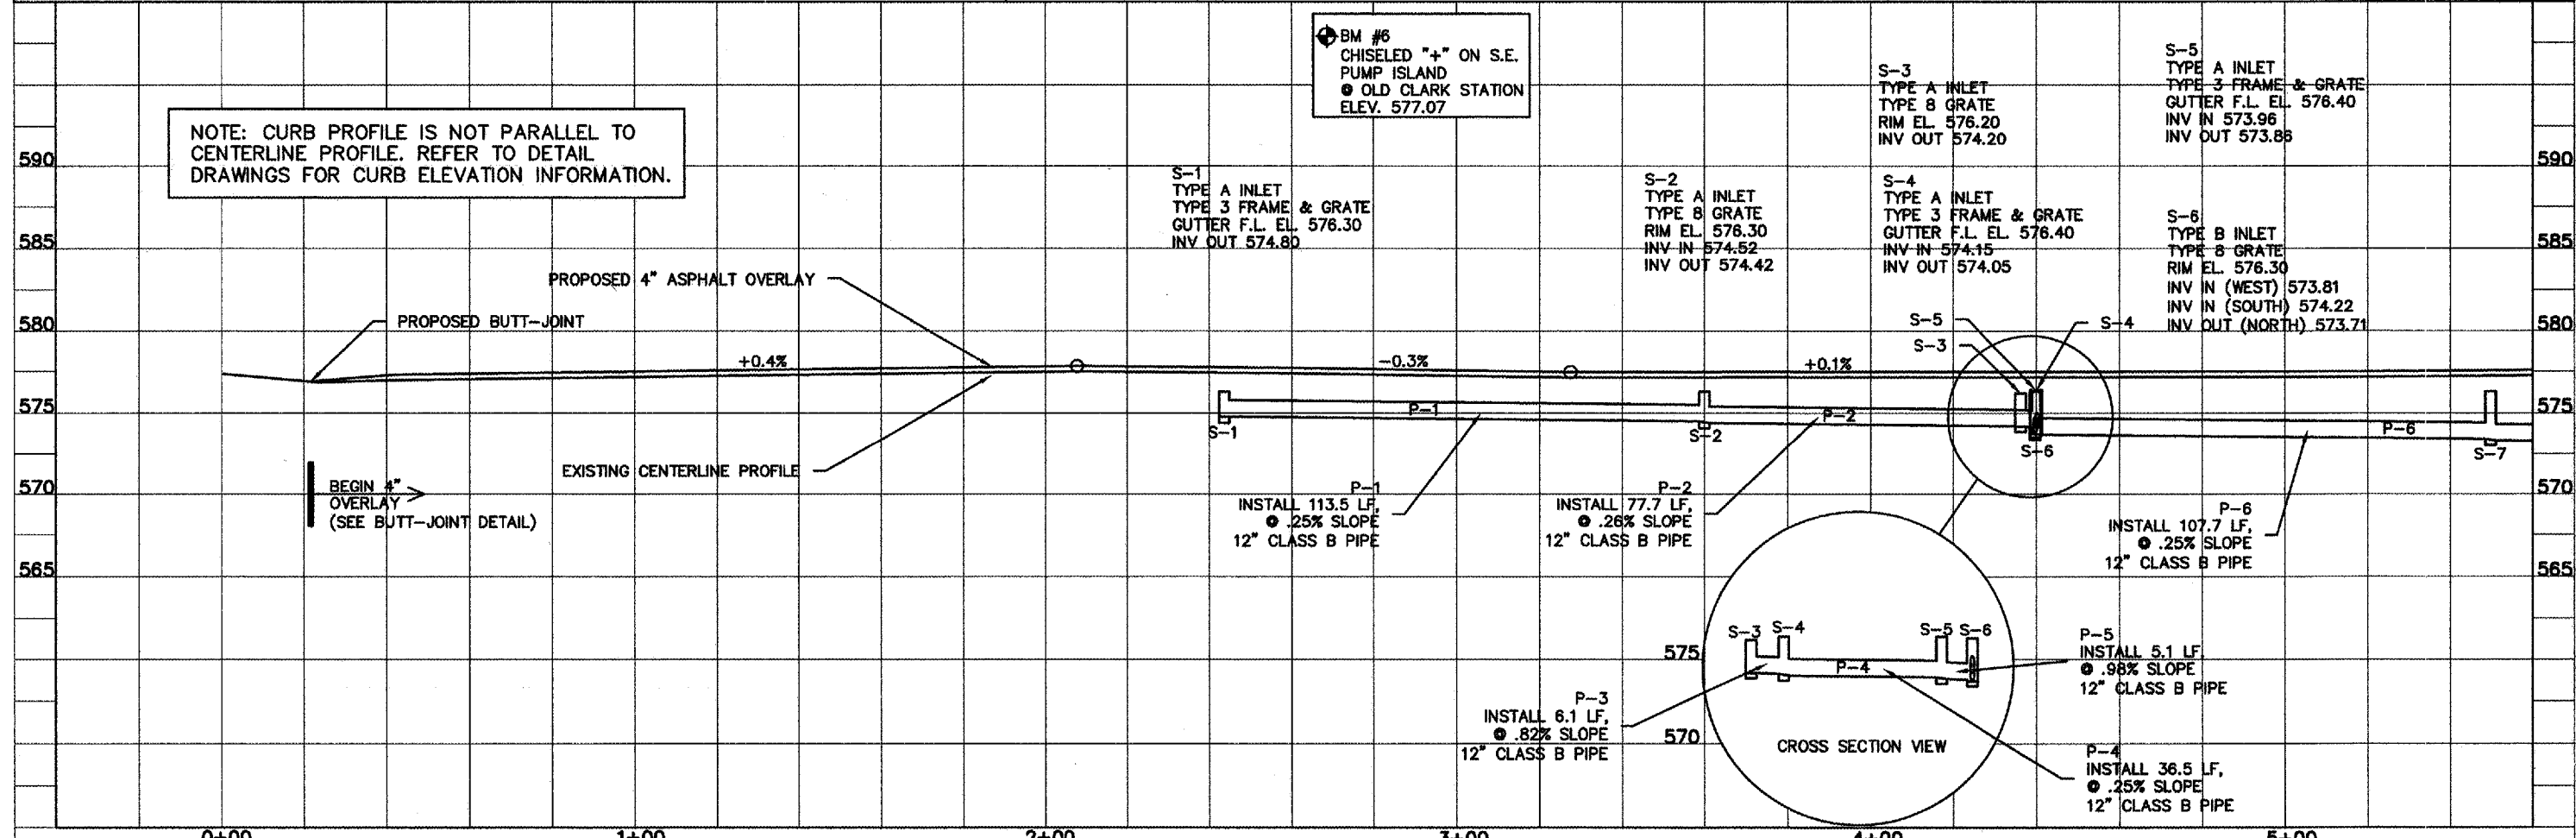 BM #6
CHISELED "+" ON S.E.
PUMP ISLAND
@ OLD CLARK STATION
ELEV. 577.07
NOTE: CURB PROFILE IS NOT PARALLEL TO
CENTERLINE PROFILE. REFER TO DETAIL
DRAWINGS FOR CURB ELEVATION INFORMATION.
S-3
TYPE A INLET
TYPE 8 GRATE
RIM EL. 576.20
INV OUT 574.20
S-5
TYPE A INLET
TYPE 3 FRAME & GRATE
GUTTER F.L. EL. 576.40
INV IN 573.96
INV OUT 573.86
S-1
TYPE A INLET
TYPE 3 FRAME & GRATE
GUTTER F.L. EL. 576.30
INV OUT 574.80
S-2
TYPE A INLET
TYPE 8 GRATE
RIM EL. 576.30
INV IN 574.52
INV OUT 574.42
S-4
TYPE A INLET
TYPE 3 FRAME & GRATE
GUTTER F.L. EL. 576.40
INV IN 574.15
INV OUT 574.05
S-6
TYPE B INLET
TYPE 8 GRATE
RIM EL. 576.30
INV IN (WEST) 573.81
INV IN (SOUTH) 574.22
INV OUT (NORTH) 573.71
590
585
580
575
570
565
590
585
580
575
570
565
PROPOSED 4" ASPHALT OVERLAY
PROPOSED BUTT-JOINT
S-5
S-4
S-3
+0.4%
-0.3%
+0.1%
P-1
P-2
P-6
S-1
S-2
S-6
S-7
EXISTING CENTERLINE PROFILE
BEGIN 4"
OVERLAY
(SEE BUTT-JOINT DETAIL)
P-1
INSTALL 113.5 LF,
@ .25% SLOPE
12" CLASS B PIPE
P-2
INSTALL 77.7 LF,
@ .26% SLOPE
12" CLASS B PIPE
P-6
INSTALL 107.7 LF,
@ .25% SLOPE
12" CLASS B PIPE
S-3
S-4
S-5
S-6
575
P-4
570
CROSS SECTION VIEW
P-5
INSTALL 5.1 LF,
@ .98% SLOPE
12" CLASS B PIPE
P-3
INSTALL 6.1 LF,
@ .82% SLOPE
12" CLASS B PIPE
P-4
INSTALL 36.5 LF,
@ .25% SLOPE
12" CLASS B PIPE
0+00
1+00
2+00
3+00
4+00
5+00